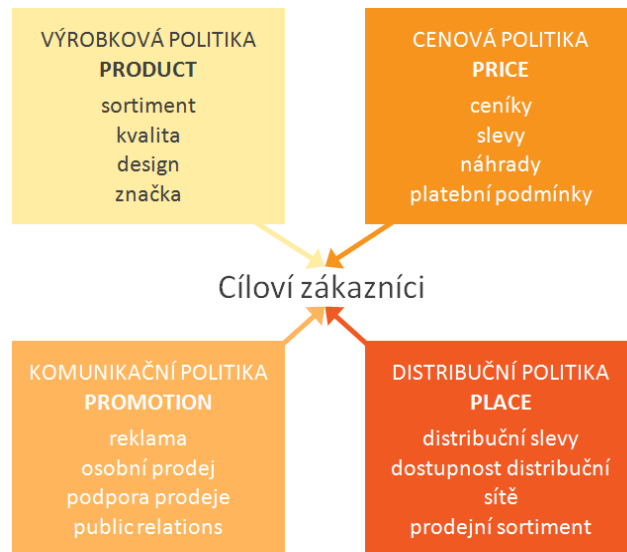 VÝROBKOVÁ POLITIKA
PRODUCT
sortiment
kvalita
design
značka
CENOVÁ POLITIKA
PRICE
ceníky
slevy
náhrady
platební podmínky
Cíloví zákazníci
KOMUNIKAČNÍ POLITIKA
PROMOTION
reklama
osobní prodej
podpora prodeje
public relations
DISTRIBUČNÍ POLITIKA
PLACE
distribuční slevy
dostupnost distribuční
sítě
prodejní sortiment